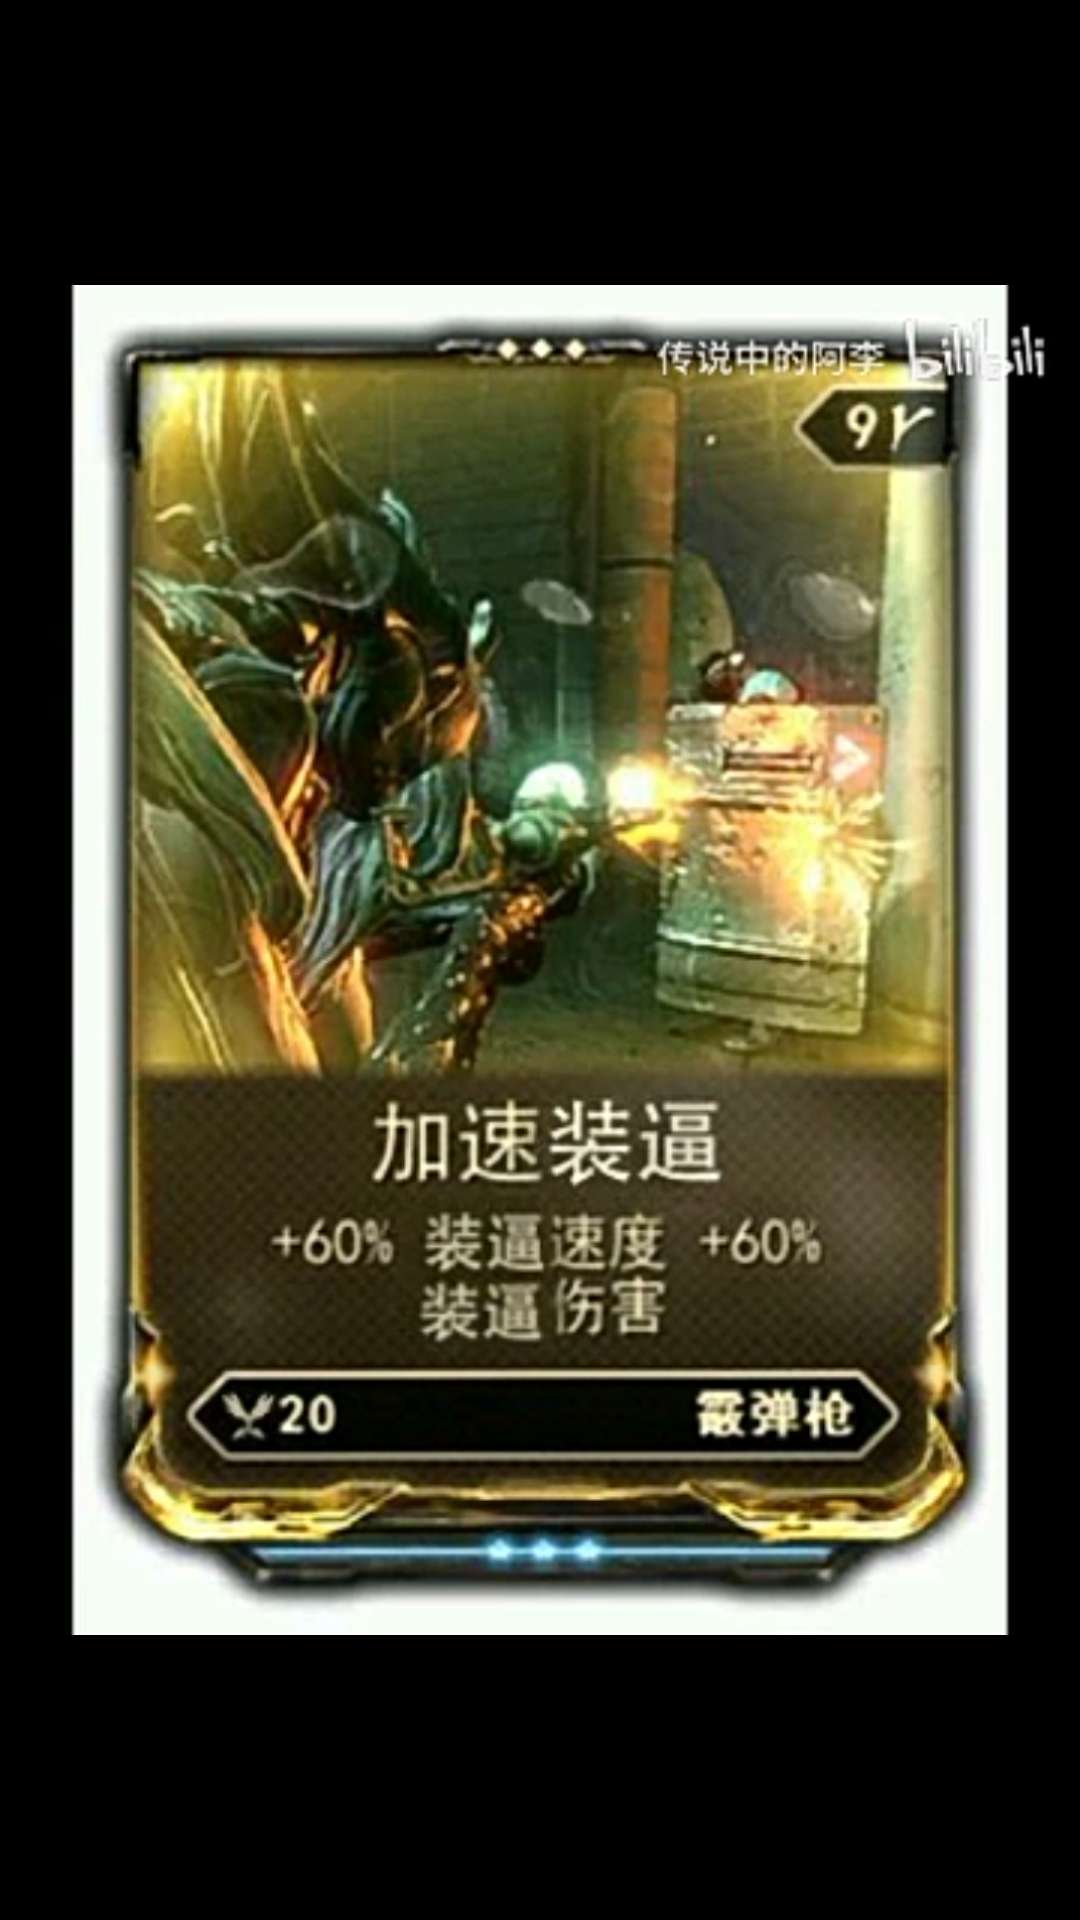 传说中的阿李 bilibili
9
加速装逼
+60% 装逼速度 +60%
装逼伤害
20 霰弹枪